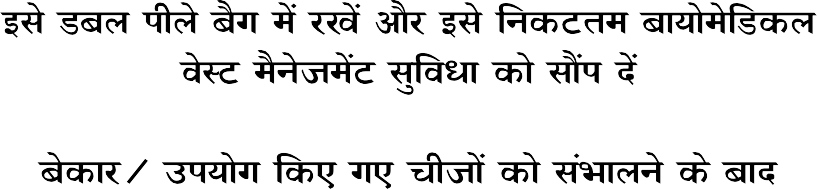 इसे डबल पीले बैग में रखें और इसे निकटतम बायोमेडिकल
वेस्ट मैनेजमेंट सुविधा को सौंप दें
बेकार/ उपयोग किए गए चीजों को संभालने के बाद